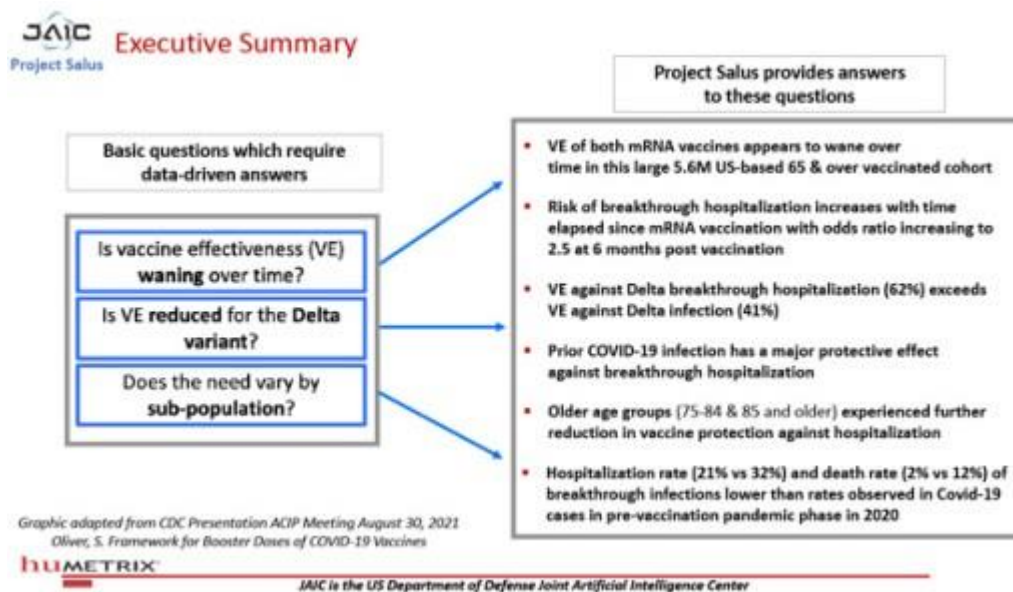 JAIC
Project Salus
Executive Summary
Basic questions which require
data-driven answers
Is vaccine effectiveness (VE)
waning over time?
Is VE reduced for the Delta
variant?
Does the need vary by
sub-population?
Project Salus provides answers
to these questions
▪ VE of both mRNA vaccines appears to wane over
time in this large 5.6M US-based 65 & over vaccinated cohort
▪ Risk of breakthrough hospitalization increases with time
elapsed since mRNA vaccination with odds ratio increasing to
2.5 at 6 months post vaccination
▪ VE against Delta breakthrough hospitalization (62%) exceeds
VE against Delta infection (41%)
▪ Prior COVID-19 infection has a major protective effect
against breakthrough hospitalization
▪ Older age groups (75-84 & 85 and older) experienced further
reduction in vaccine protection against hospitalization
▪ Hospitalization rate (21% vs 32%) and death rate (2% vs 12%) of
breakthrough infections lower than rates observed in Covid-19
cases in pre-vaccination pandemic phase in 2020
Graphic adapted from CDC Presentation ACIP Meeting August 30, 2021
Oliver, S. Framework for Booster Doses of COVID-19 Vaccines
huMETRIX
JAIC is the US Department of Defense Joint Artificial Intelligence Center